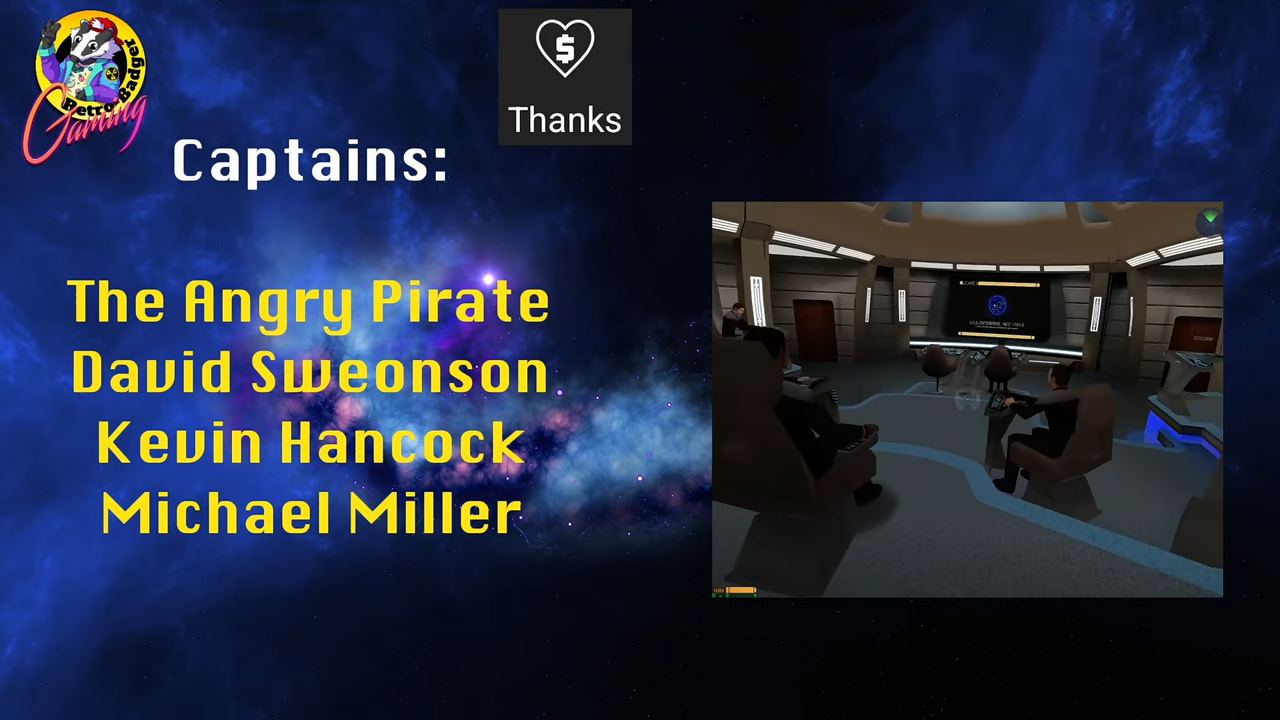 Retro Badger
Gaming
Thanks
Captains:
The Angry Pirate
David Sweonson
Kevin Hancock
Michael Miller